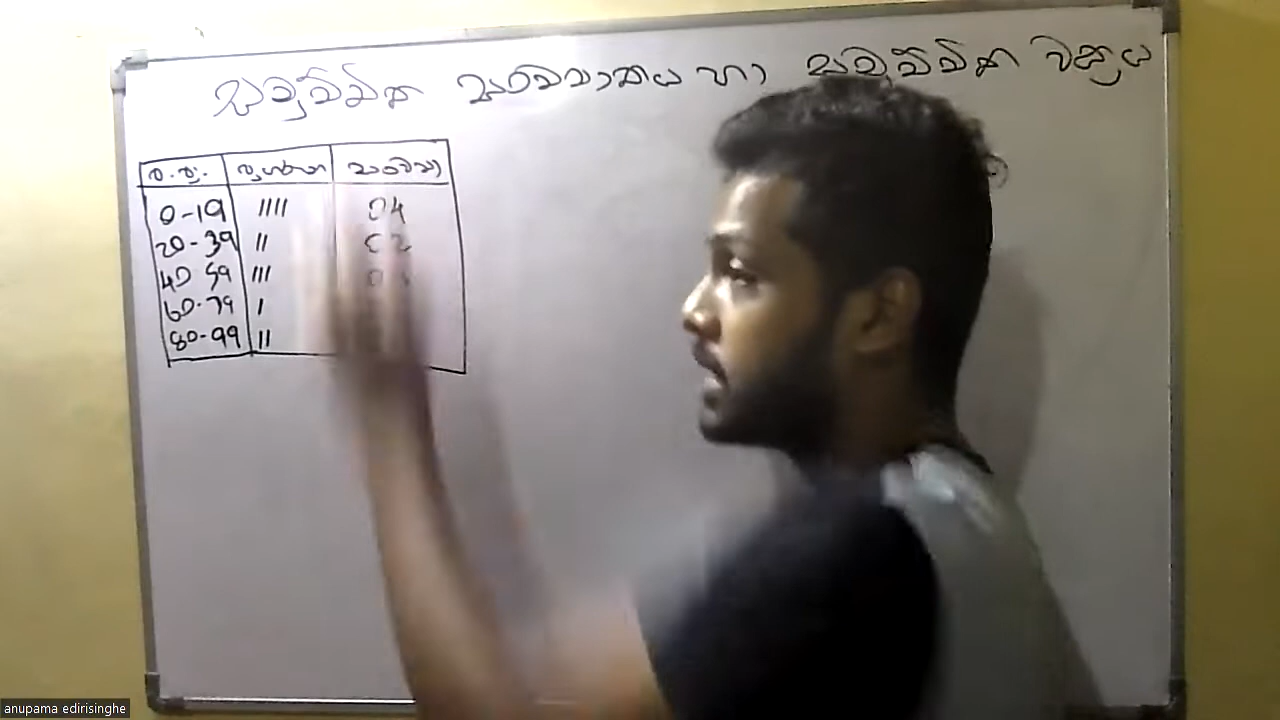 සමුච්චිත සංඛ්‍යාතය හා සමුච්චිත වක්‍රය
ප.ප්‍රා. ප්‍රගණන සංඛ්‍යා
0-19 //// 04
20-39 // 02
40 59 ///
60-79 /
80-99 //
anupama edirisinghe